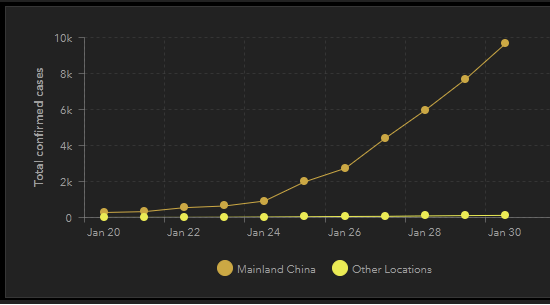 Total confirmed cases
10k
8k
6k
4k
2k
0
Jan 20 Jan 22 Jan 24 Jan 26 Jan 28 Jan 30
Mainland China Other Locations